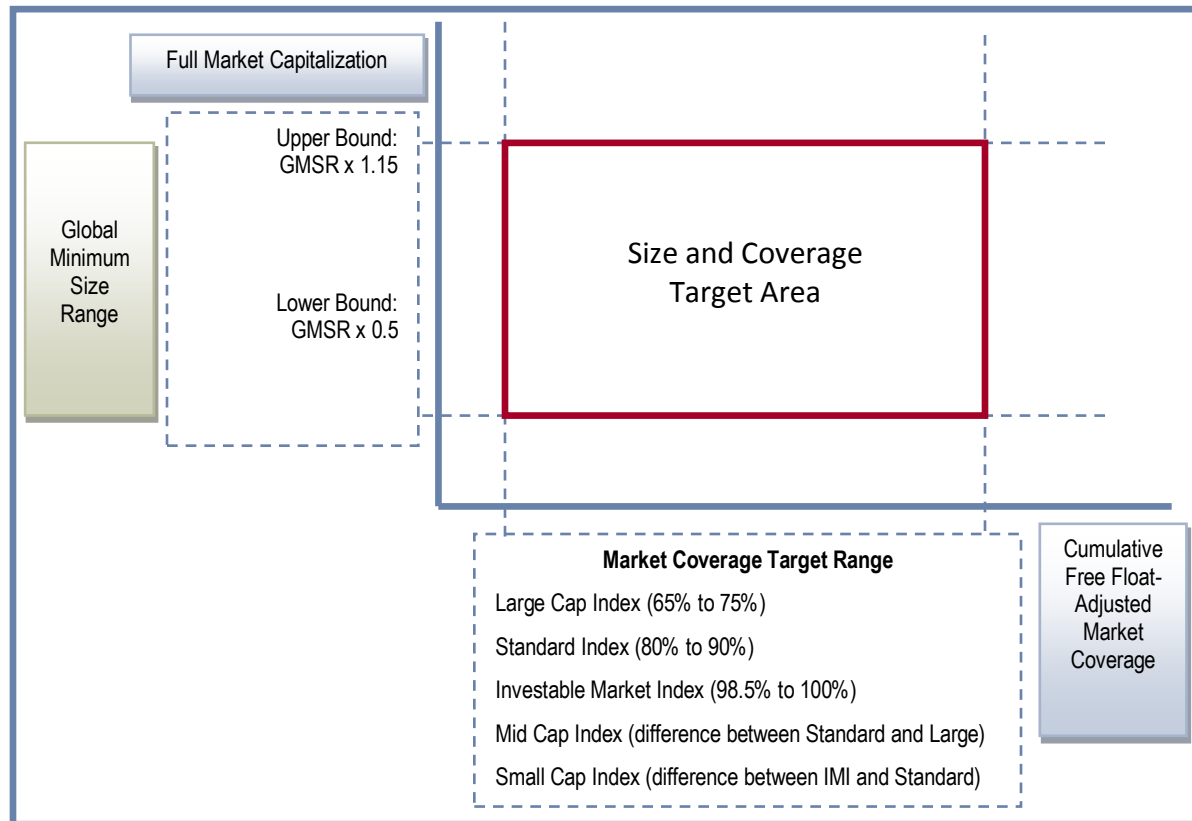 Full Market Capitalization
Upper Bound:
GMSR x 1.15
Global
Minimum
Size
Range
Lower Bound:
GMSR x 0.5
Size and Coverage
Target Area
Market Coverage Target Range
Large Cap Index (65% to 75%)
Standard Index (80% to 90%)
Investable Market Index (98.5% to 100%)
Mid Cap Index (difference between Standard and Large)
Small Cap Index (difference between IMI and Standard)
Cumulative
Free Float-
Adjusted
Market
Coverage